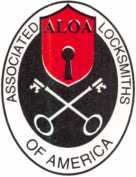 ALOA
ASSOCIATED
LOCKSMITHS
OF AMERICA